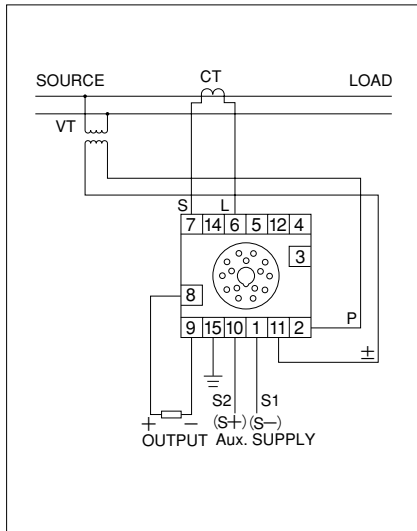 CT
SOURCE LOAD
VT
S L
7 14 6 5 12 4
3
8
9 15 10 1 11 2
P
±
S2 S1
+ − (S+) (S−)
OUTPUT Aux. SUPPLY